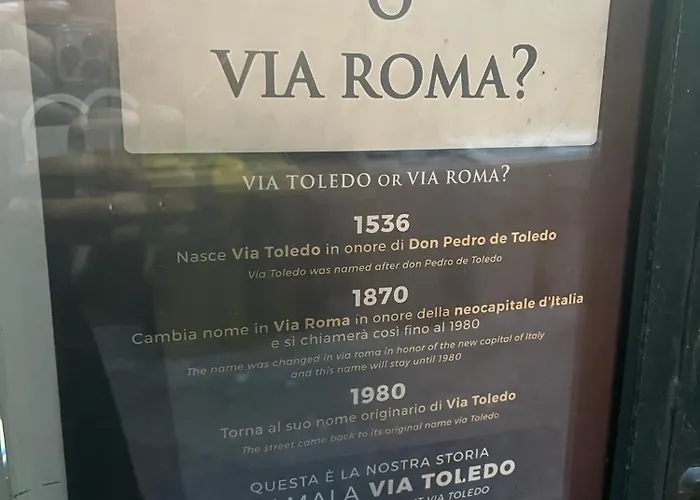 O
VIA ROMA?
VIA TOLEDO OR VIA ROMA?
1536
Nasce Via Toledo in onore di Don Pedro de Toledo
Via Toledo was named after don Pedro de Toledo
1870
Cambia nome in Via Roma in onore della neocapitale d'Italia
e si chiamerà così fino al 1980
The name was changed in via roma in honor of the new capital of Italy
and this name will stay until 1980
1980
Torna al suo nome originario di Via Toledo
The street came back to its original name via Toledo
QUESTA È LA NOSTRA STORIA
VIA TOLEDO
VIA TOLEDO